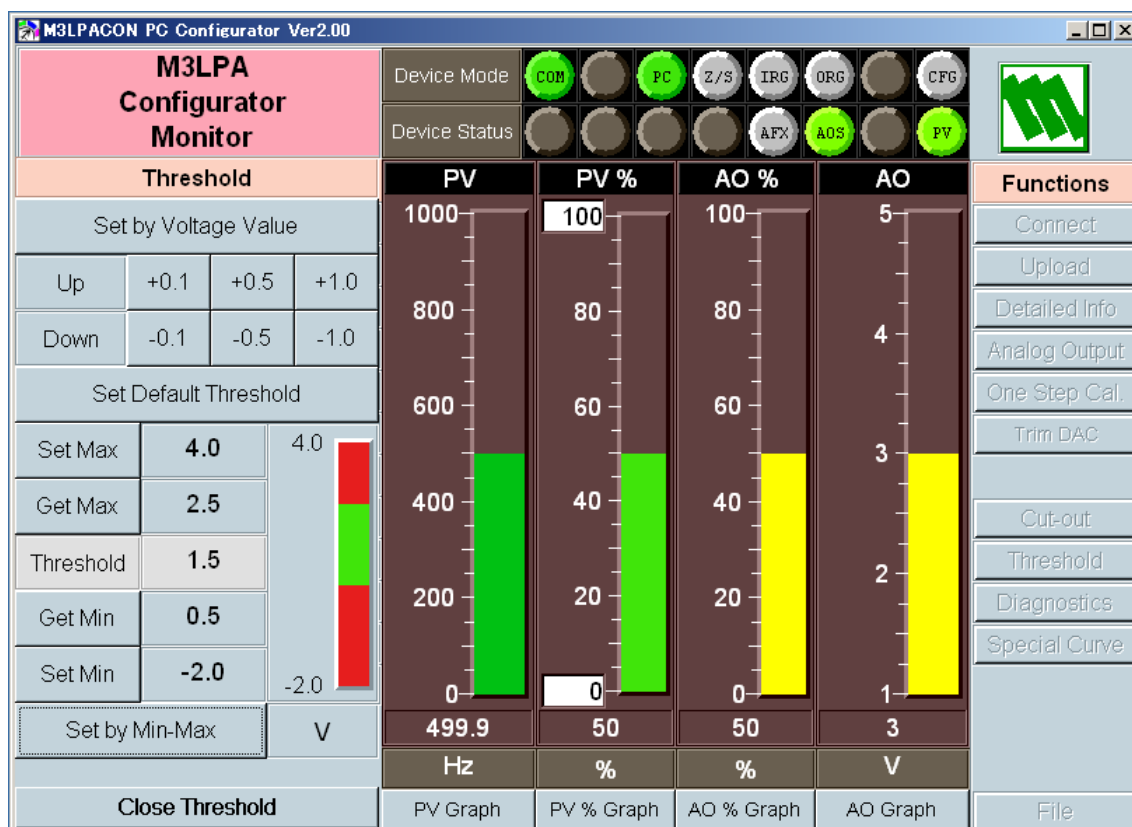 M3LPACON PC Configurator Ver2.00
M3LPA
Configurator
Monitor
Device Mode
COM
PC
Z/S
IRG
ORG
CFG
Device Status
AFX
AOS
PV
Threshold
Set by Voltage Value
Up
+0.1
+0.5
+1.0
Down
-0.1
-0.5
-1.0
Set Default Threshold
Set Max
4.0
Get Max
2.5
Threshold
1.5
Get Min
0.5
Set Min
-2.0
4.0
-2.0
Set by Min-Max
V
Close Threshold
PV
1000
800
600
400
200
0
499.9
Hz
PV Graph
PV %
100
80
60
40
20
0
50
%
PV % Graph
AO %
100
80
60
40
20
0
50
%
AO % Graph
AO
5
4
3
2
1
3
V
AO Graph
Functions
Connect
Upload
Detailed Info
Analog Output
One Step Cal.
Trim DAC
Cut-out
Threshold
Diagnostics
Special Curve
File